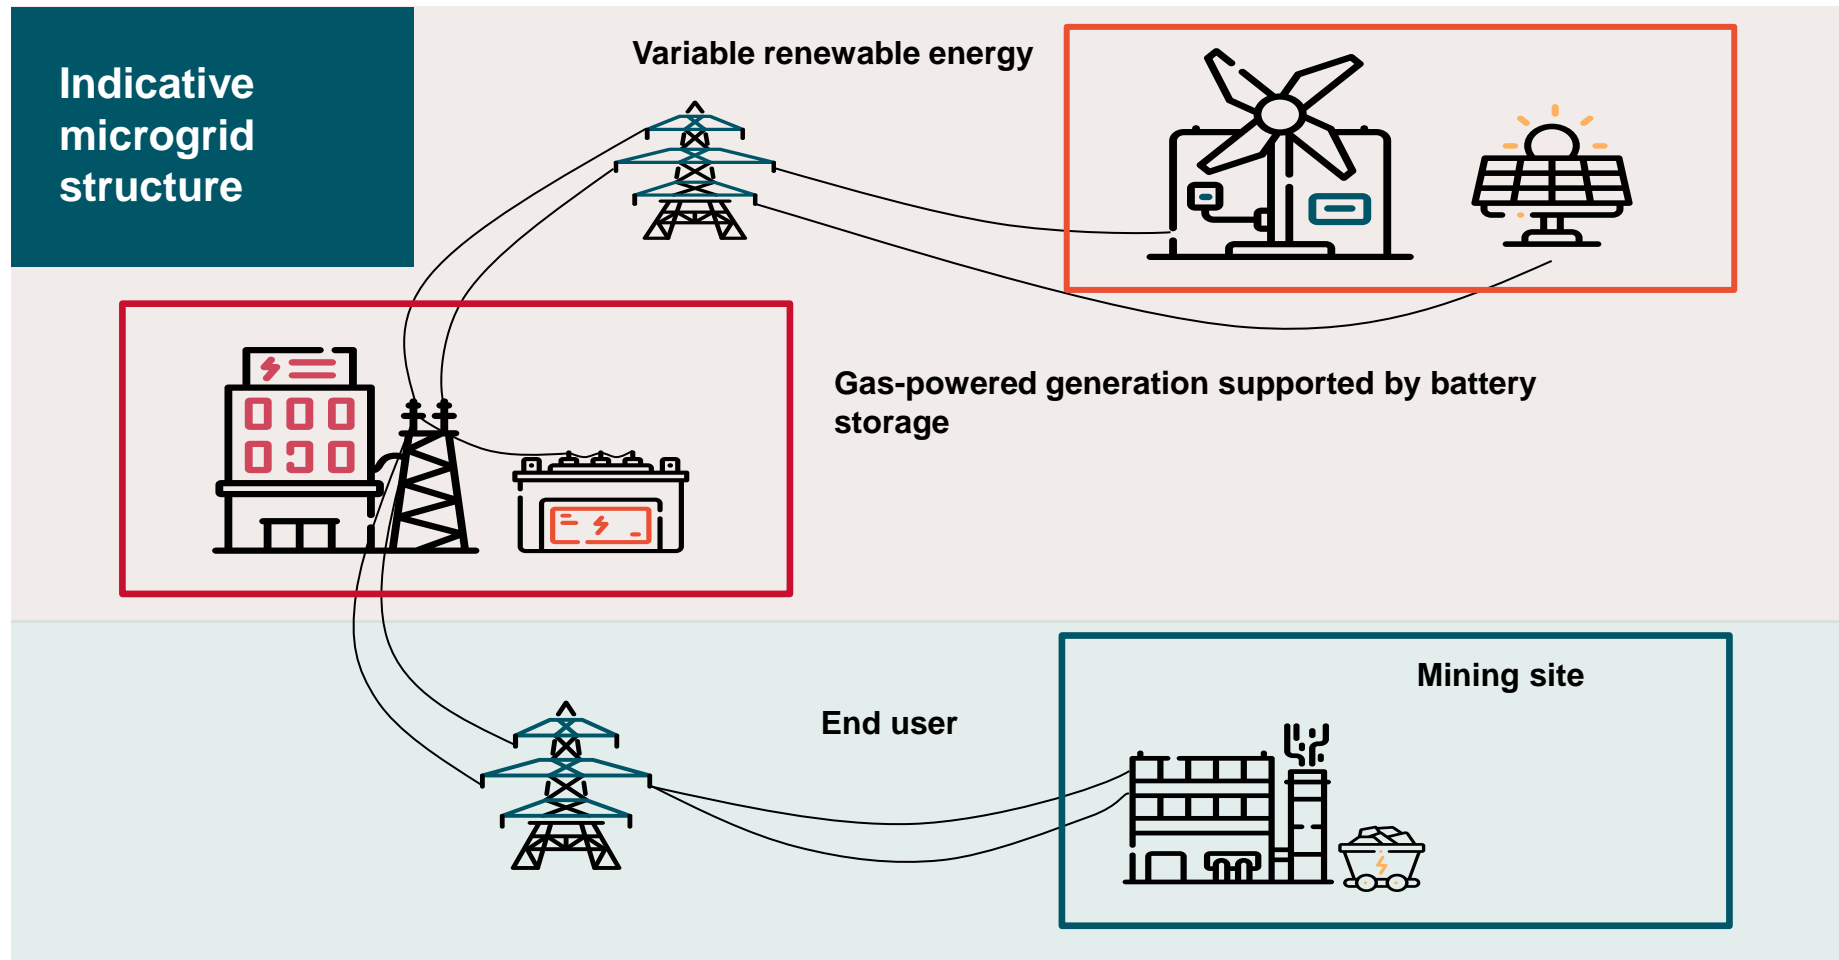 Indicative
microgrid
structure
Variable renewable energy
Gas-powered generation supported by battery
storage
Mining site
End user